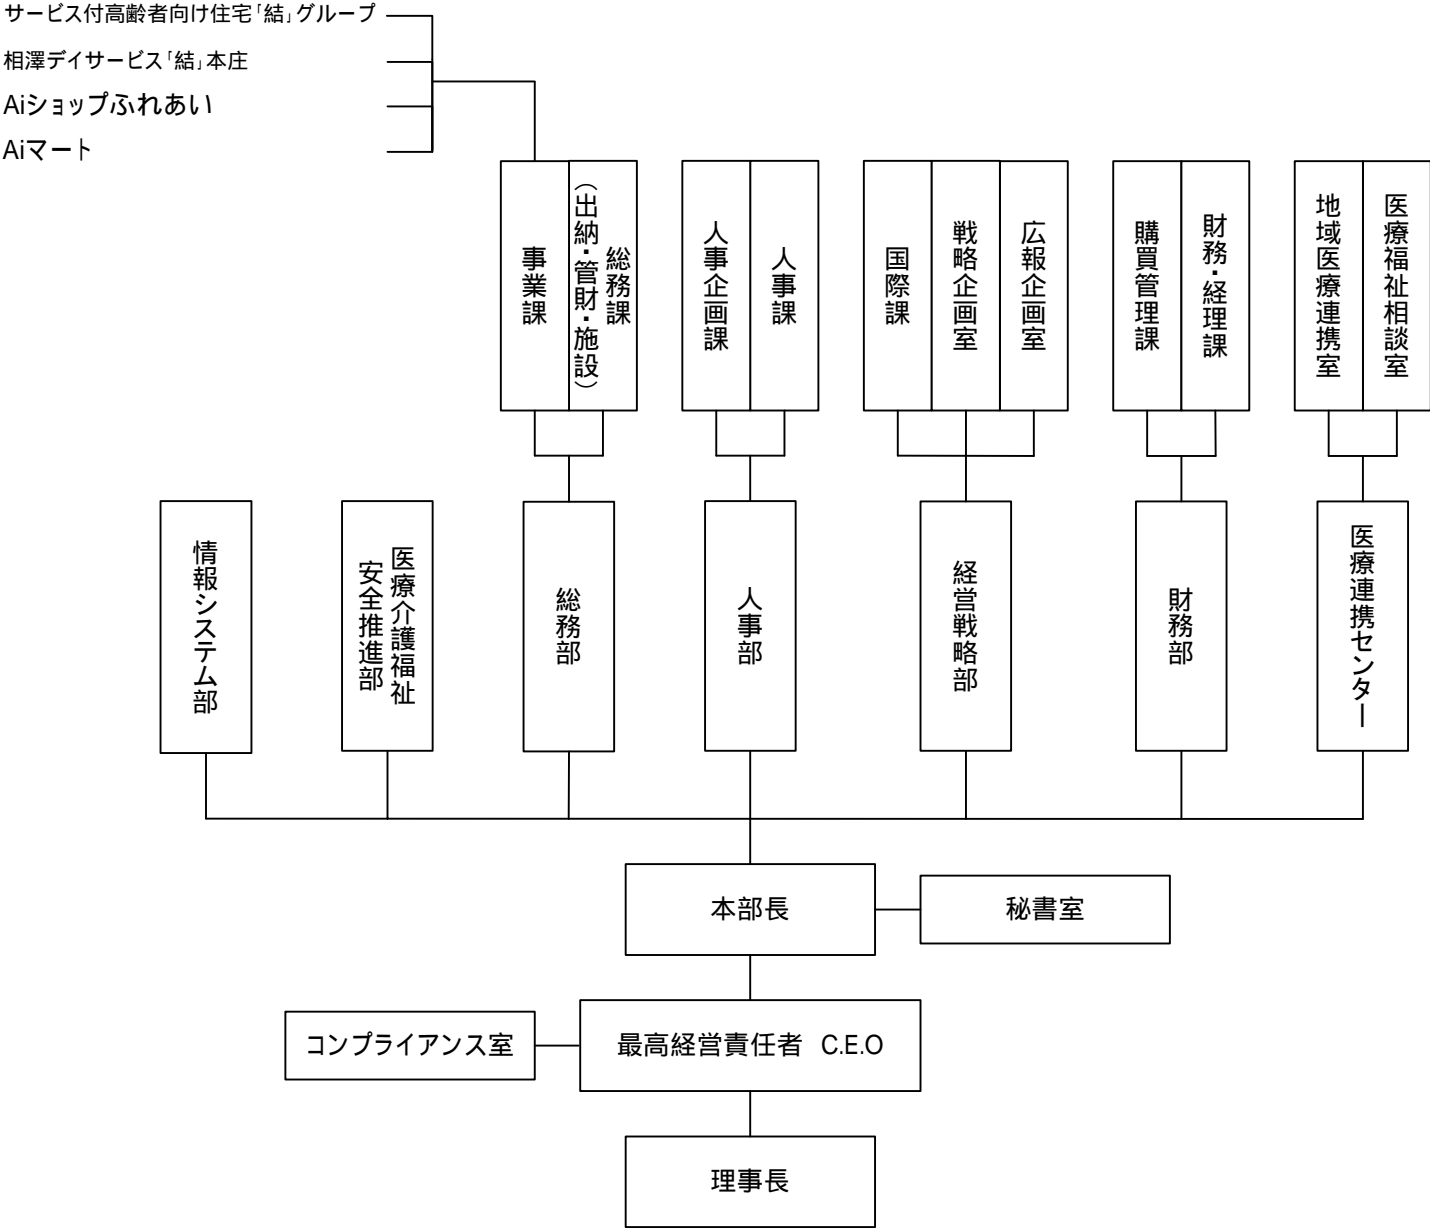 サービス付高齢者向け住宅「結」グループ
相澤デイサービス「結」本庄
Aiショップふれあい
Aiマート
事業課
総務課
(出納・管財・施設)
人事企画課
人事課
国際課
戦略企画室
広報企画室
購買管理課
財務・経理課
地域医療連携室
医療福祉相談室
情報システム部
医療介護福祉
安全推進部
総務部
人事部
経営戦略部
財務部
医療連携センター
本部長
秘書室
コンプライアンス室
最高経営責任者 C.E.O
理事長